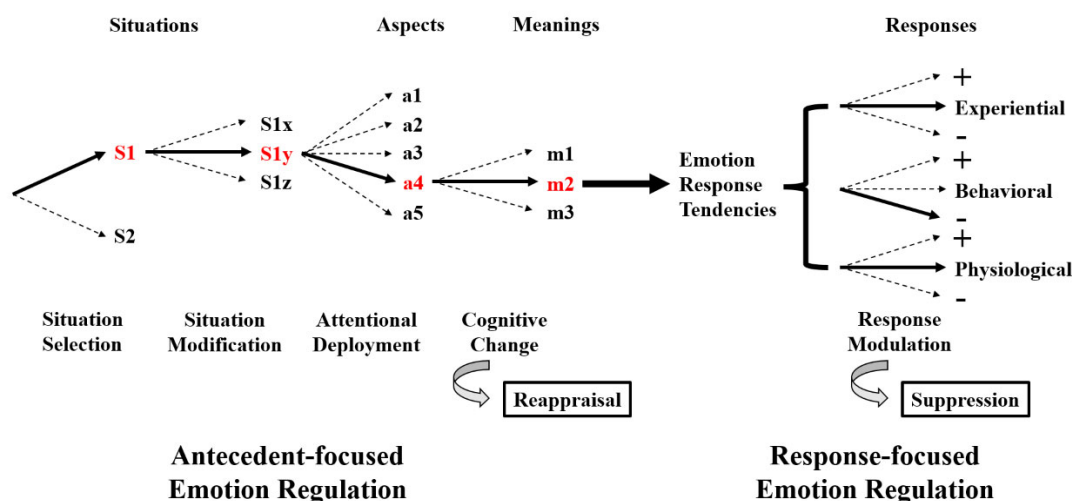 Situations
Aspects
Meanings
Responses
S1
S2
S1x
S1y
S1z
a1
a2
a3
a4
a5
m1
m2
m3
Emotion
Response
Tendencies
+
Experiential
-
+
Behavioral
-
+
Physiological
-
Situation
Selection
Situation
Modification
Attentional
Deployment
Cognitive
Change
Reappraisal
Response
Modulation
Suppression
Antecedent-focused
Emotion Regulation
Response-focused
Emotion Regulation